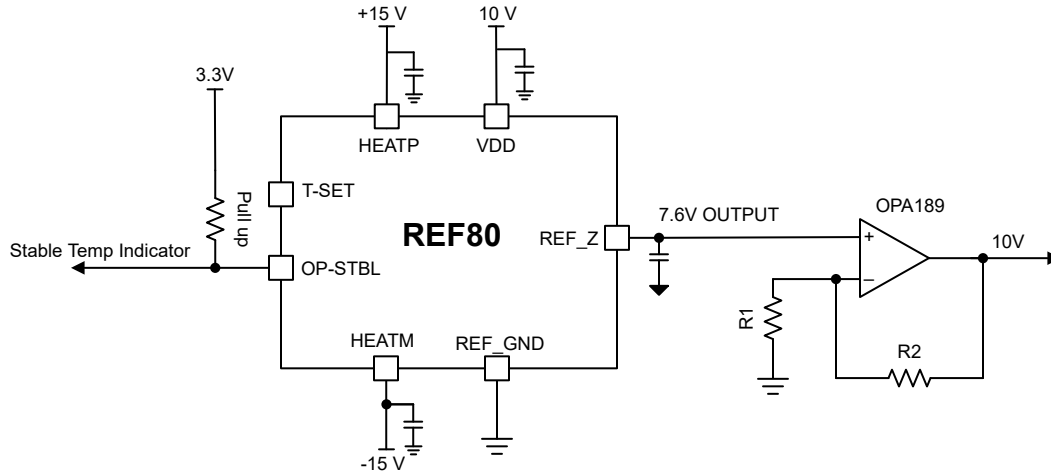 +15 V
10 V
3.3V
HEATP
VDD
T-SET
Pull up
REF80
7.6V OUTPUT
OPA189
REF_Z
+
10V
Stable Temp Indicator
OP-STBL
–
R1
HEATM
REF_GND
R2
-15 V